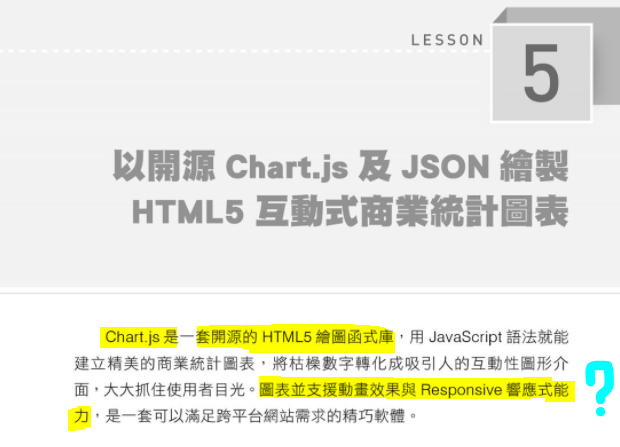 LESSON
5
以開源 Chart.js 及 JSON 繪製
HTML5 互動式商業統計圖表
Chart.js 是一套開源的 HTML5 繪圖函式庫，用 JavaScript 語法就能
建立精美的商業統計圖表，將枯橾數字轉化成吸引人的互動性圖形介
面，大大抓住使用者目光。圖表並支援動畫效果與 Responsive 響應式能
力，是一套可以滿足跨平台網站需求的精巧軟體。
?